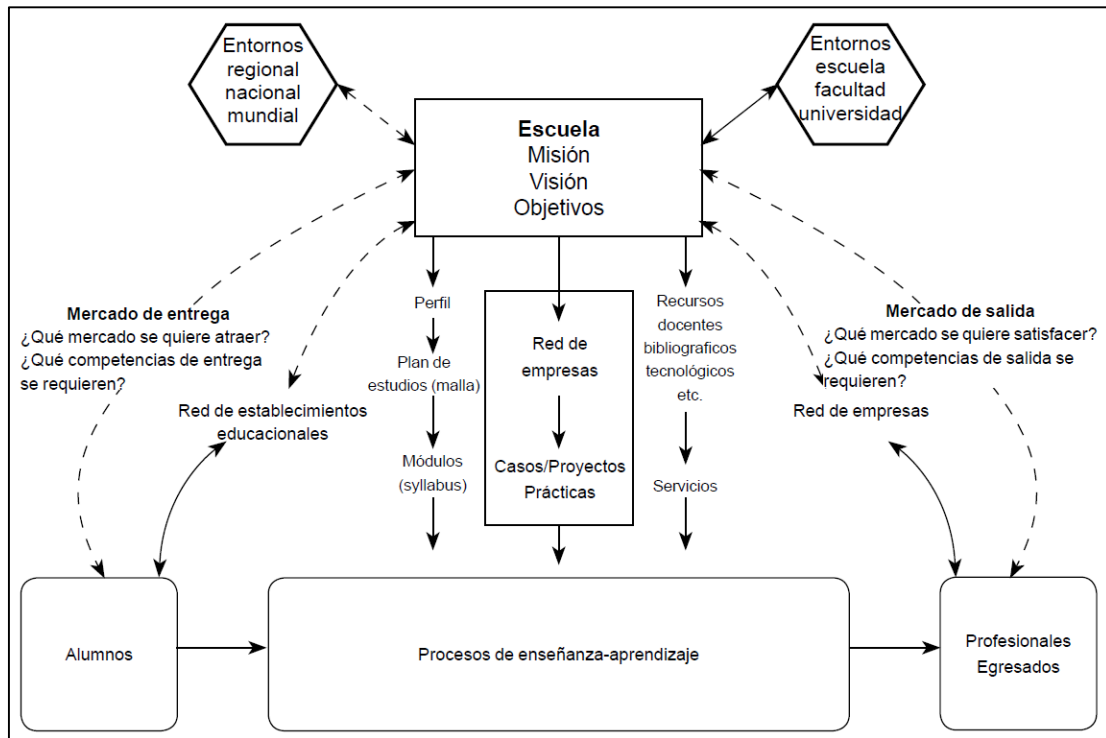 Entornos
regional
nacional
mundial
Entornos
escuela
facultad
universidad
Escuela
Misión
Visión
Objetivos
Mercado de entrega
¿Qué mercado se quiere atraer?
¿Qué competencias de entrega
se requieren?
Red de establecimientos
educacionales
Perfil
Plan de
estudios (malla)
Módulos
(syllabus)
Red de
empresas
Casos/Proyectos
Prácticas
Recursos
docentes
bibliograficos
tecnológicos
etc.
Servicios
Mercado de salida
¿Qué mercado se quiere satisfacer?
¿Qué competencias de salida se
requieren?
Red de empresas
Alumnos
Procesos de enseñanza-aprendizaje
Profesionales
Egresados